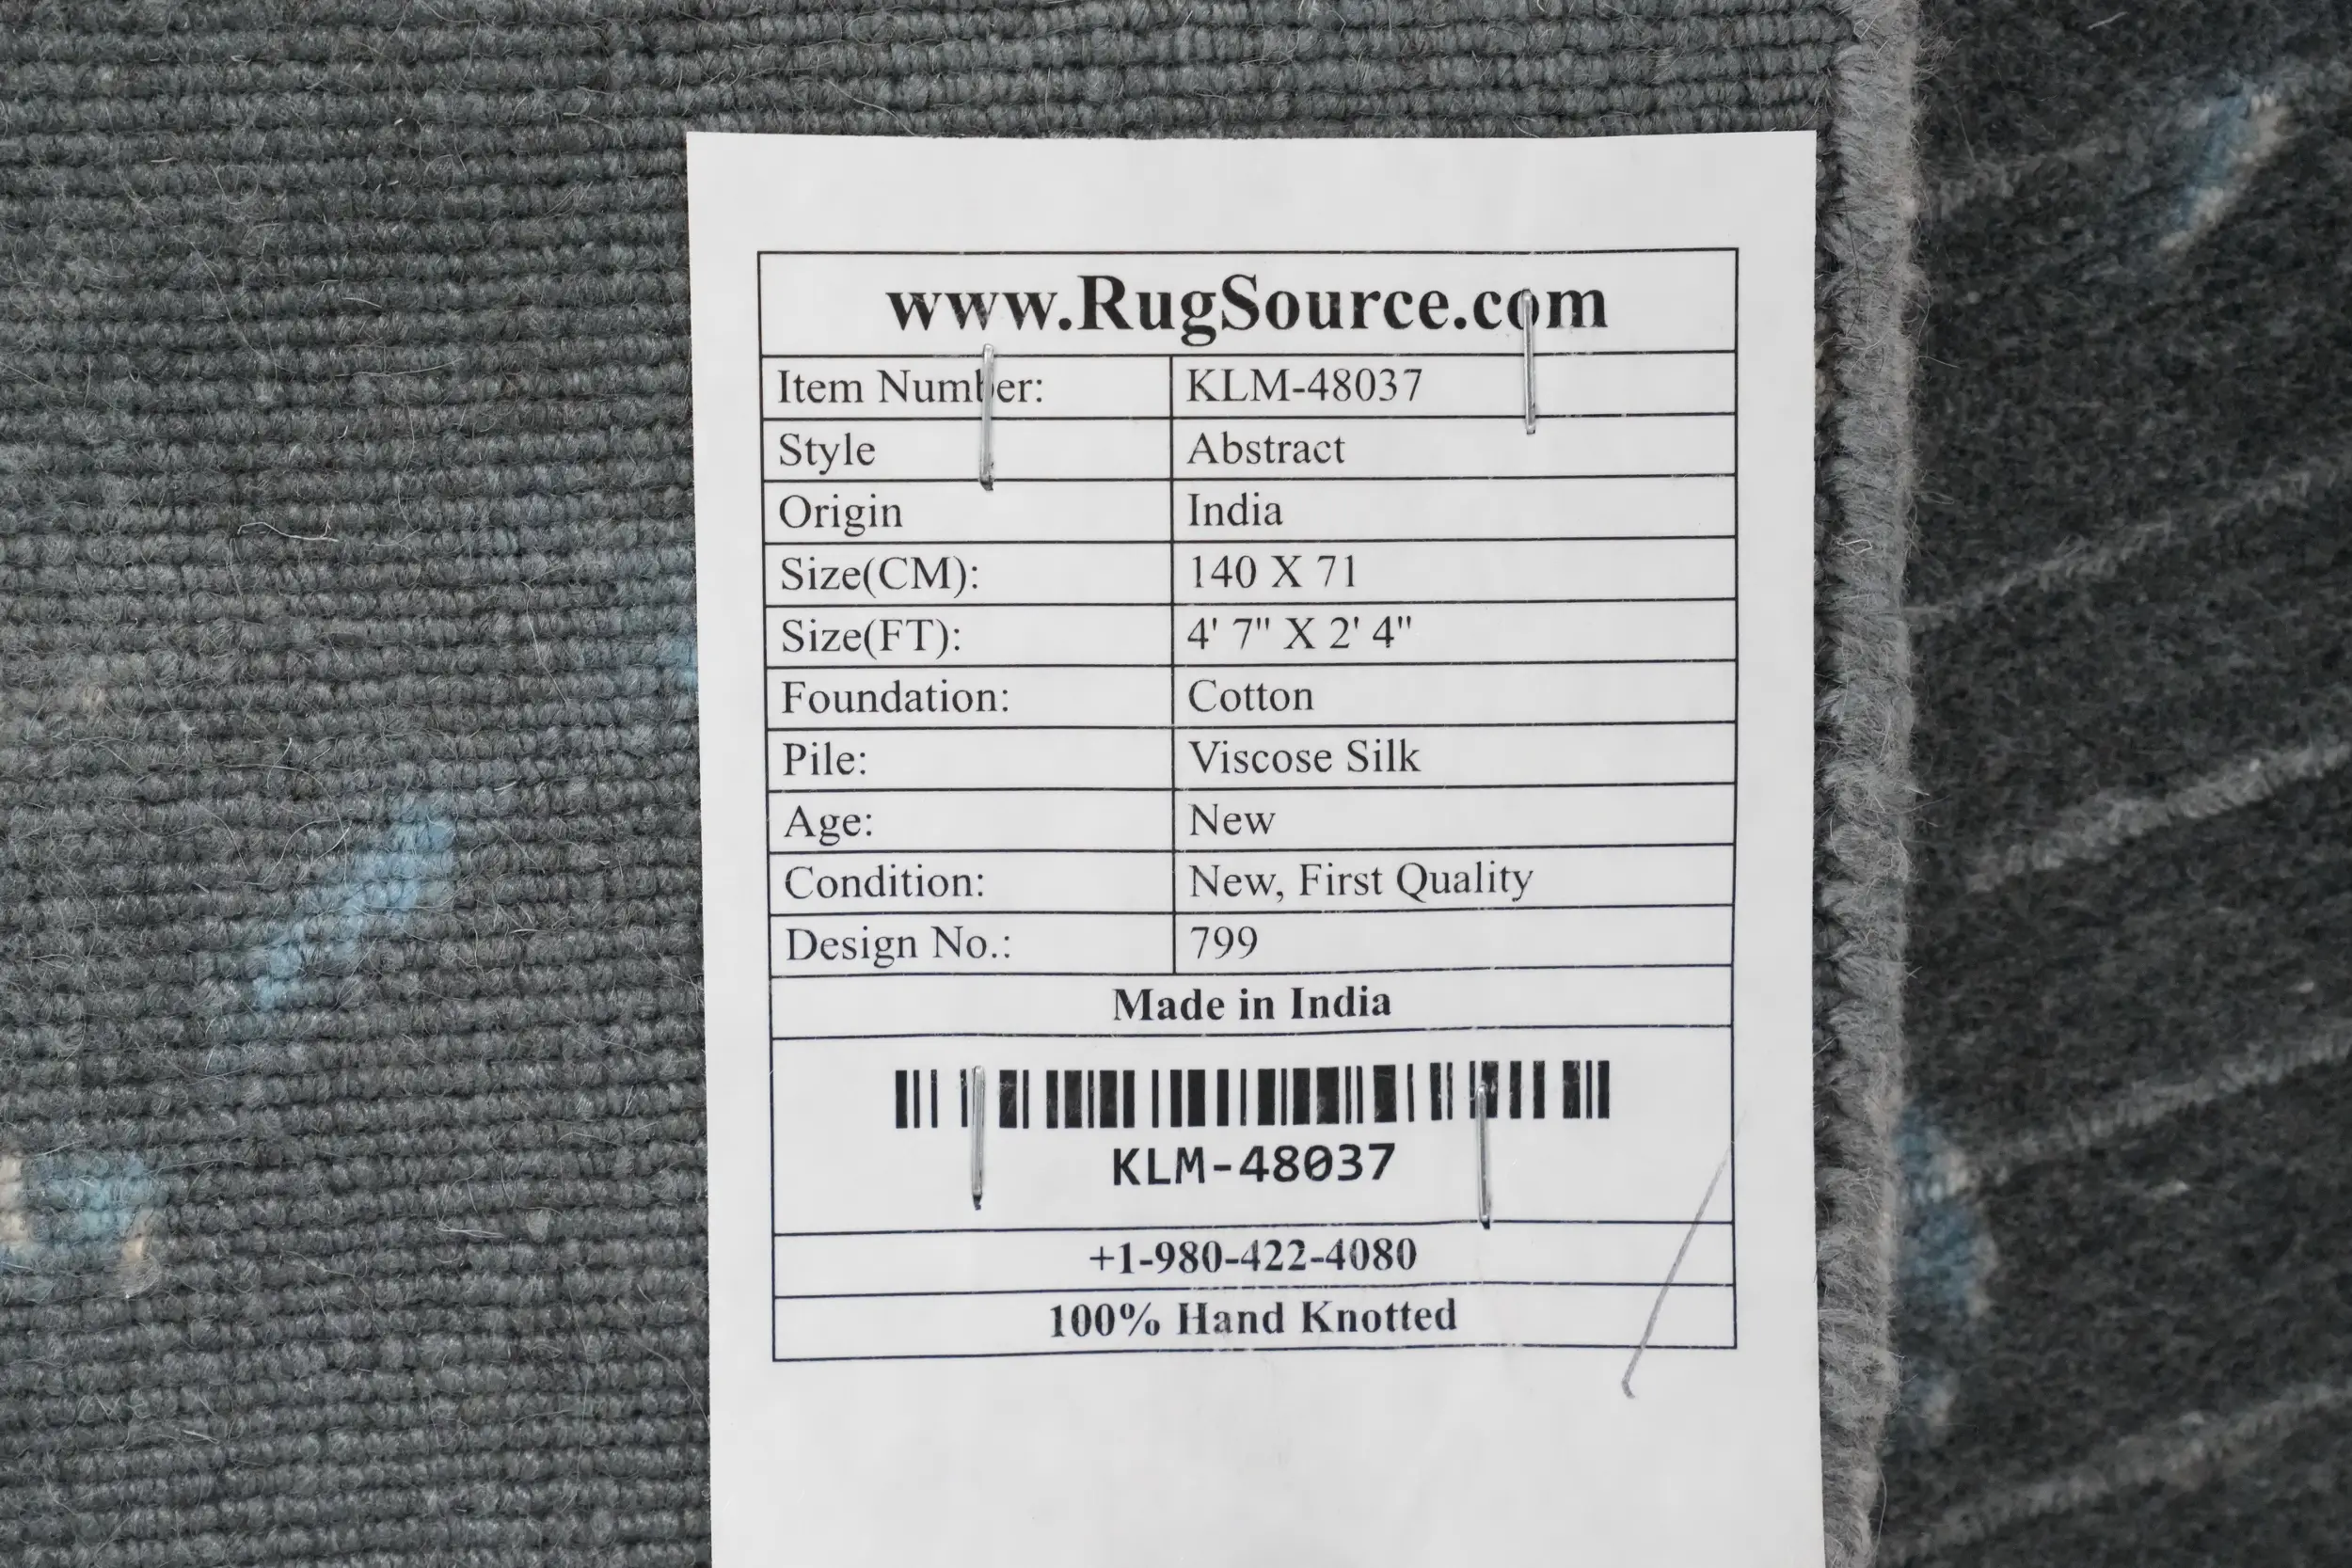 www.RugSource.com
Item Number: KLM-48037
Style Abstract
Origin India
Size(CM): 140 X 71
Size(FT): 4' 7" X 2' 4"
Foundation: Cotton
Pile: Viscose Silk
Age: New
Condition: New, First Quality
Design No.: 799
Made in India
KLM-48037
+1-980-422-4080
100% Hand Knotted